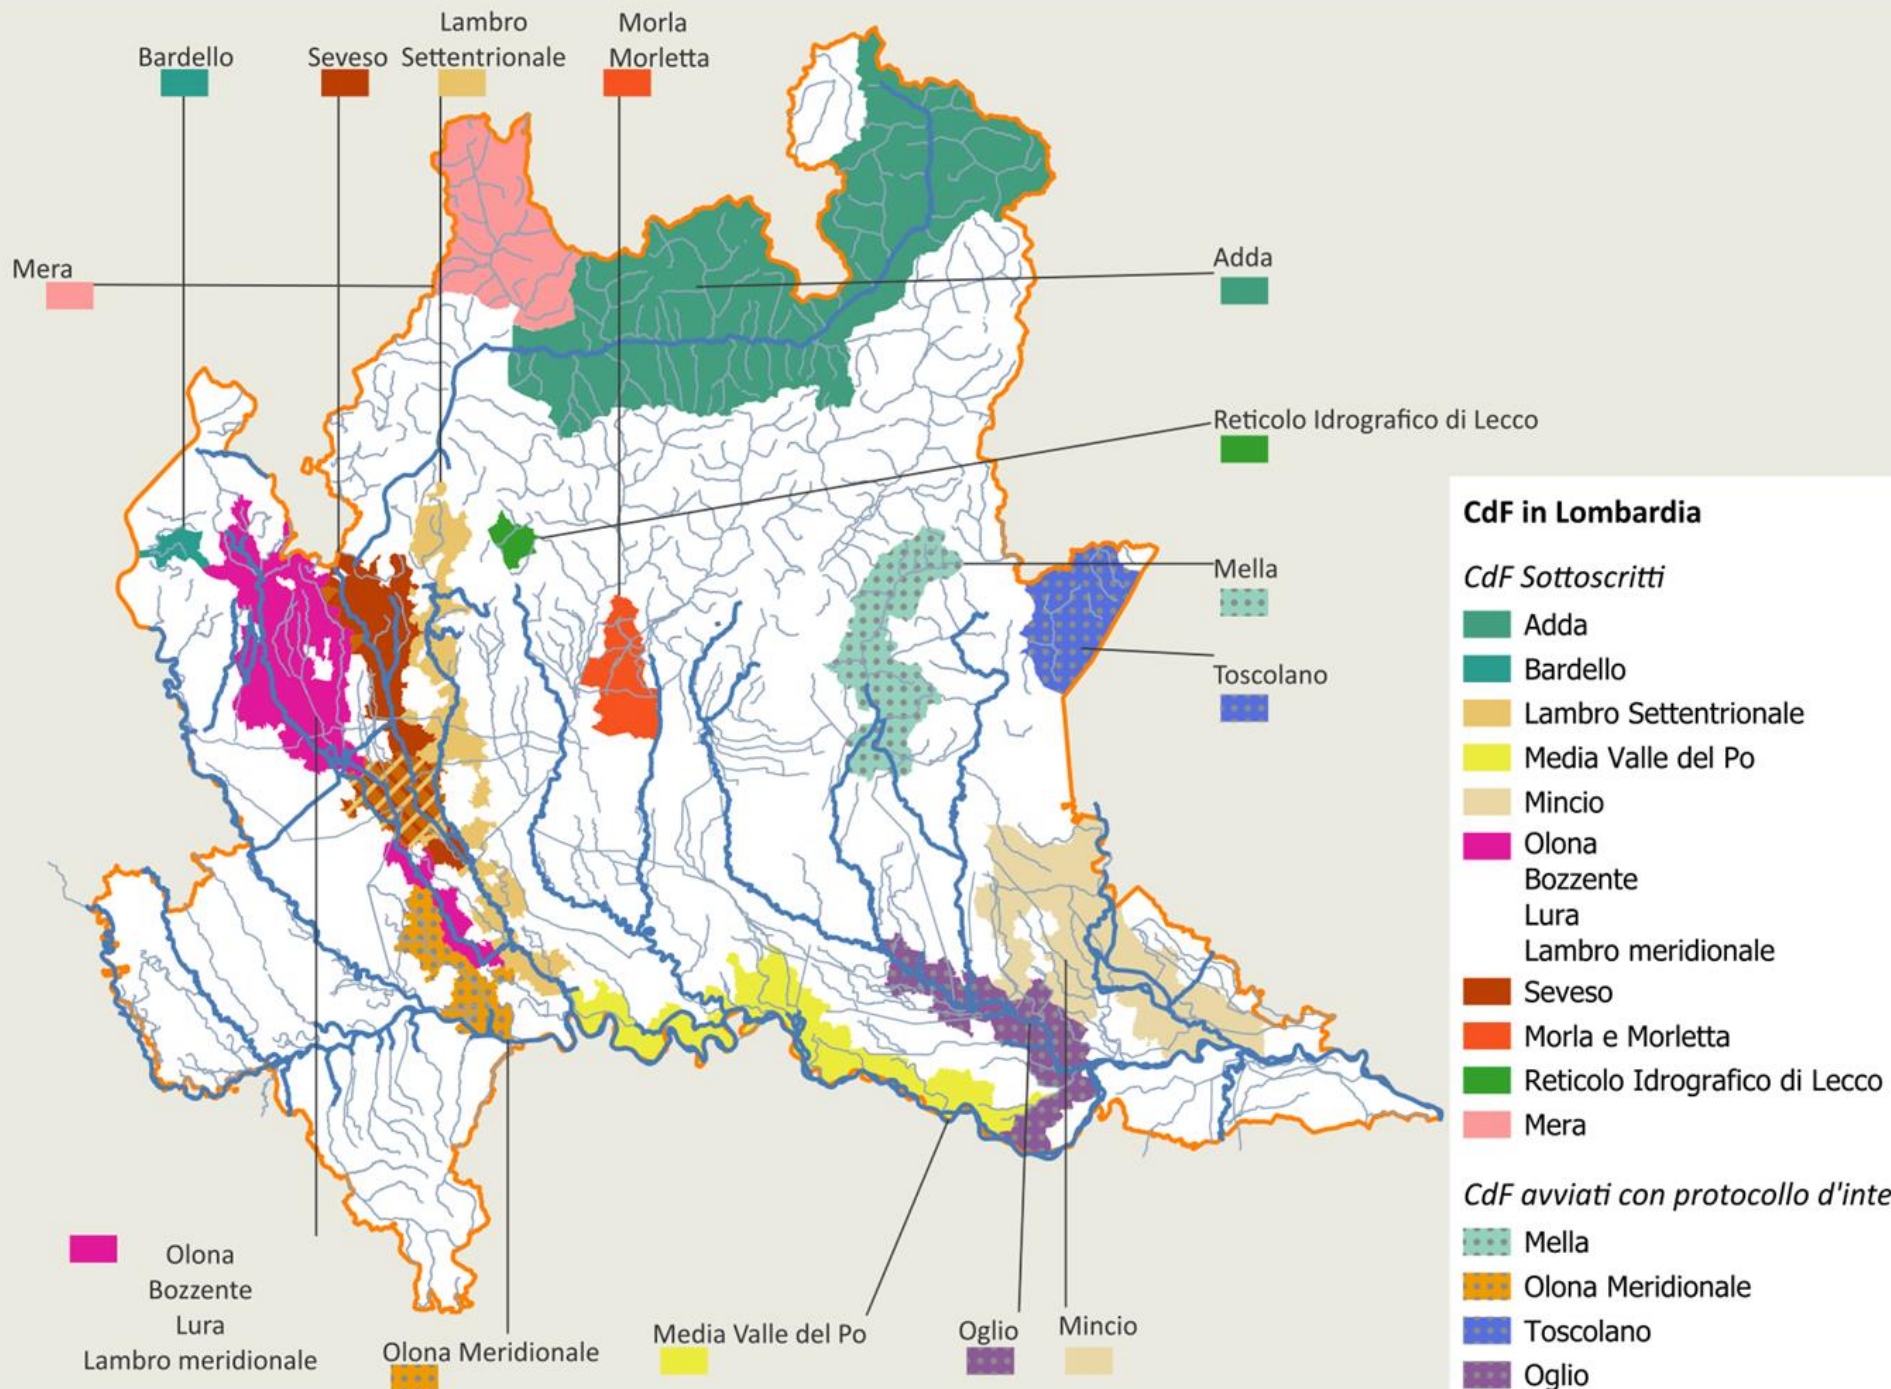 Lambro
Settentrionale
Morla
Morletta
Bardello
Seveso
Mera
Adda
Reticolo Idrografico di Lecco
Mella
Toscolano
Olona
Bozzente
Lura
Lambro meridionale
Olona Meridionale
Media Valle del Po
Oglio
Mincio
CdF in Lombardia
CdF Sottoscritti
Adda
Bardello
Lambro Settentrionale
Media Valle del Po
Mincio
Olona
Bozzente
Lura
Lambro meridionale
Seveso
Morla e Morletta
Reticolo Idrografico di Lecco
Mera
CdF avviati con protocollo d'inte
Mella
Olona Meridionale
Toscolano
Oglio